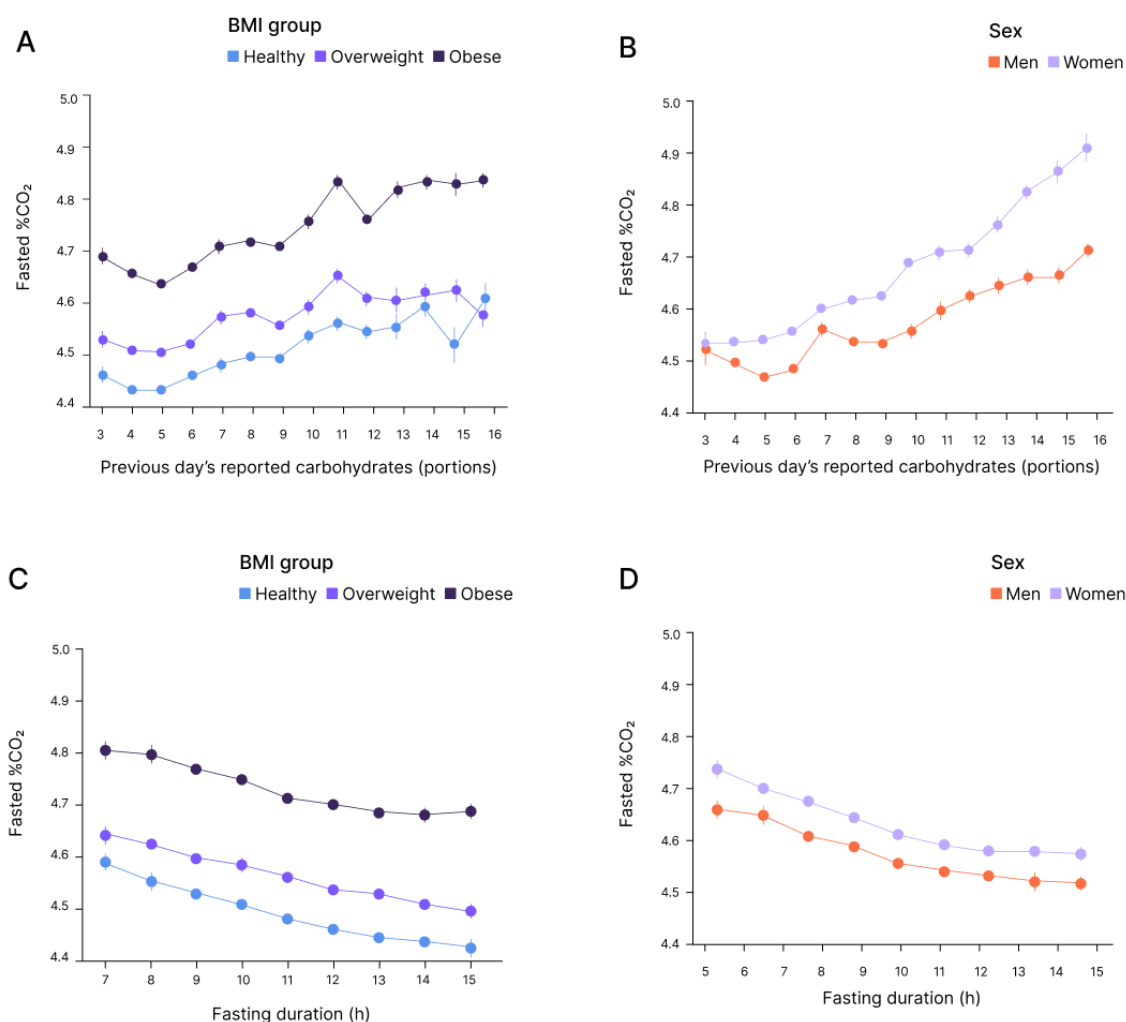 A
BMI group
Healthy Overweight Obese
5.0
4.9
4.8
4.7
4.6
4.5
4.4
Fasted %CO₂
3 4 5 6 7 8 9 10 11 12 13 14 15 16
Previous day's reported carbohydrates (portions)
B
Sex
Men Women
5.0
4.9
4.8
4.7
4.6
4.5
4.4
Fasted %CO₂
3 4 5 6 7 8 9 10 11 12 13 14 15 16
Previous day's reported carbohydrates (portions)
C
BMI group
Healthy Overweight Obese
5.0
4.9
4.8
4.7
4.6
4.5
4.4
Fasted %CO₂
7 8 9 10 11 12 13 14 15
Fasting duration (h)
D
Sex
Men Women
5.0
4.9
4.8
4.7
4.6
4.5
4.4
Fasted %CO₂
5 6 7 8 9 10 11 12 13 14 15
Fasting duration (h)